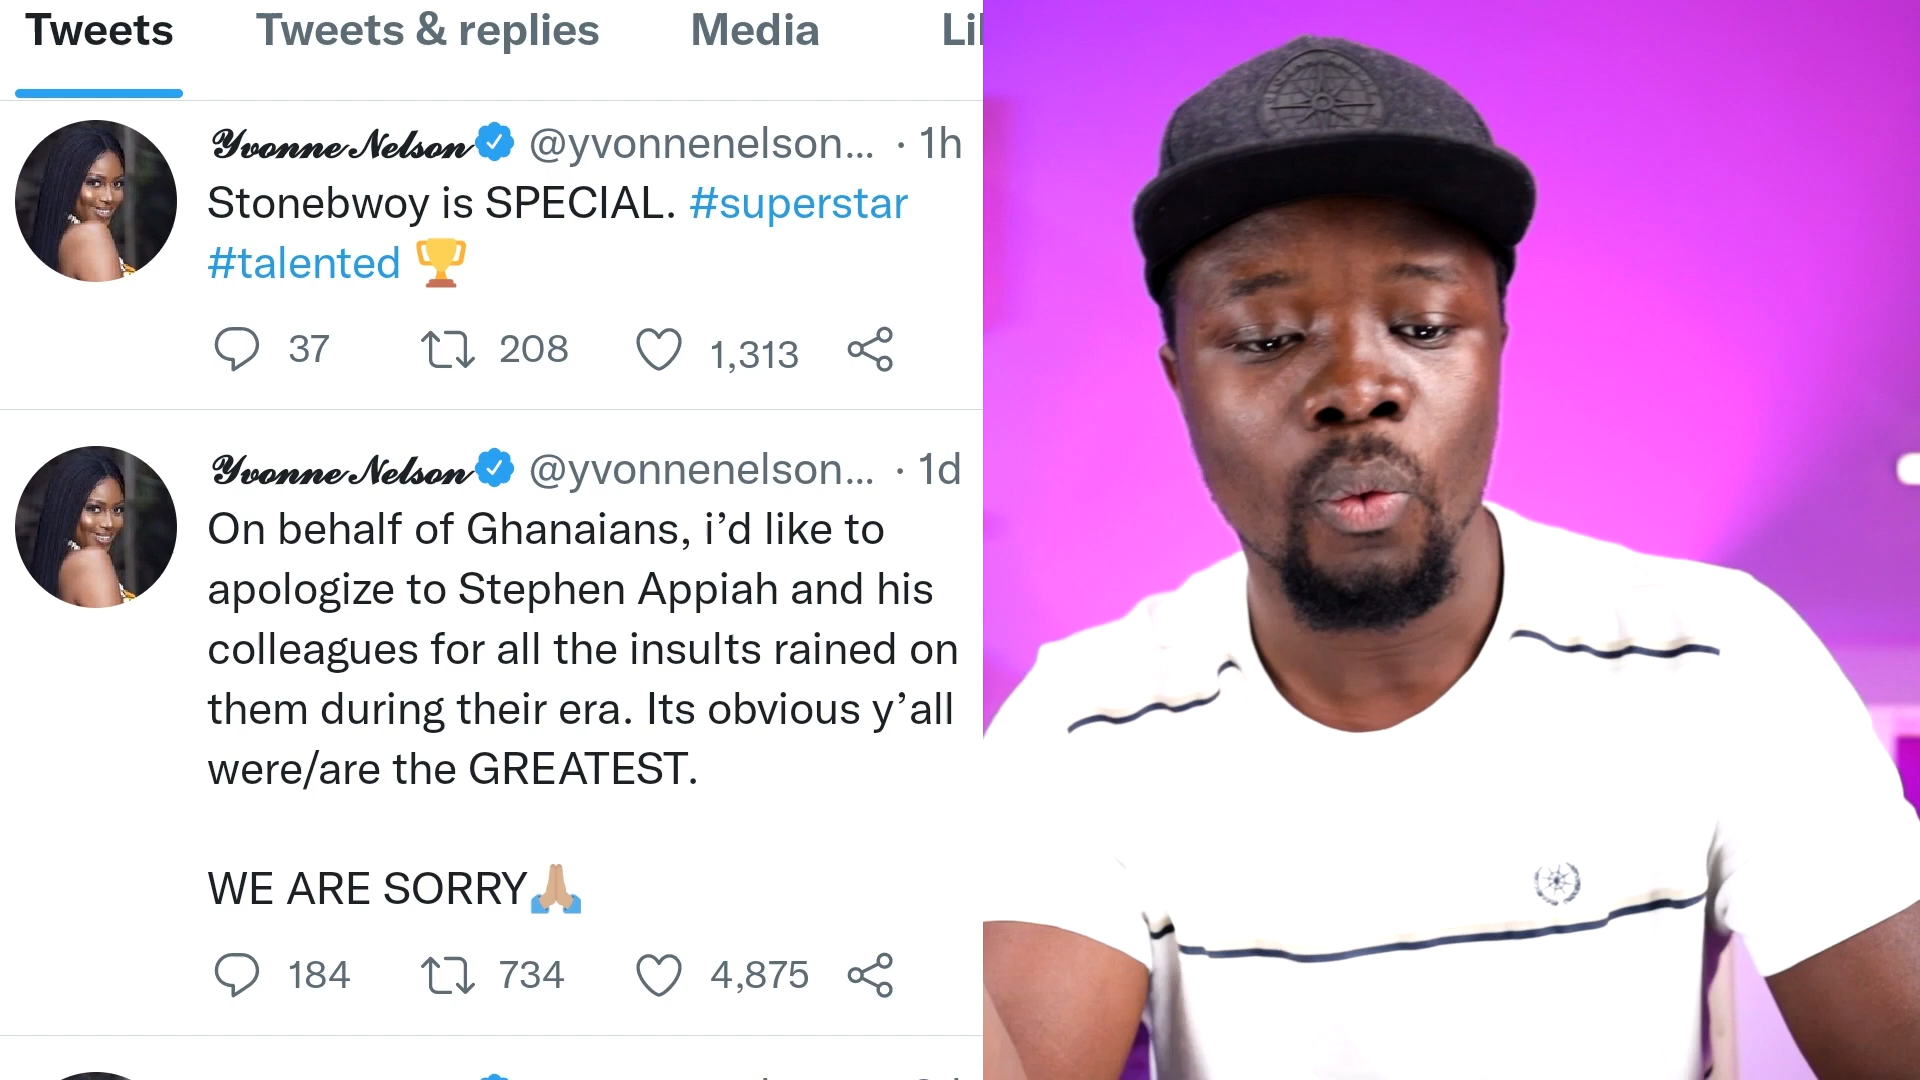 Tweets Tweets & replies Media Li
Yvonne Nelson @yvonnenelson... · 1h
Stonebwoy is SPECIAL. #superstar
#talented 🏆
37 208 1,313
Yvonne Nelson @yvonnenelson... · 1d
On behalf of Ghanaians, i’d like to
apologize to Stephen Appiah and his
colleagues for all the insults rained on
them during their era. Its obvious y’all
were/are the GREATEST.
WE ARE SORRY🙏🏼
184 734 4,875